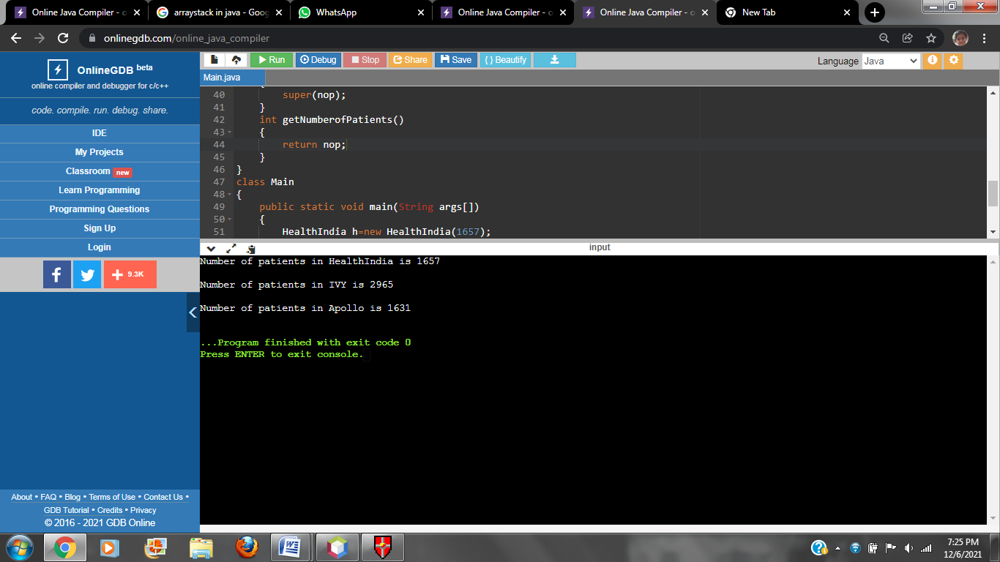 Online Java Compiler - o
arraystack in java - Goog
WhatsApp
Online Java Compiler - o
Online Java Compiler - o
New Tab
onlinegdb.com/online_java_compiler
OnlineGDB beta
online compiler and debugger for c/c++
code. compile. run. debug. share.
IDE
My Projects
Classroom new
Learn Programming
Programming Questions
Sign Up
Login
f
9.3K
About • FAQ • Blog • Terms of Use • Contact Us •
GDB Tutorial • Credits • Privacy
© 2016 - 2021 GDB Online
Run Debug Stop Share Save { } Beautify
Language Java
Main.java
{
40 super(nop);
41 }
42 int getNumberofPatients()
43 {
44 return nop;
45 }
46 }
47 class Main
48 {
49 public static void main(String args[])
50 {
51 HealthIndia h=new HealthIndia(1657);
input
Number of patients in HealthIndia is 1657
Number of patients in IVY is 2965
Number of patients in Apollo is 1631
...Program finished with exit code 0
Press ENTER to exit console.
7:25 PM
12/6/2021